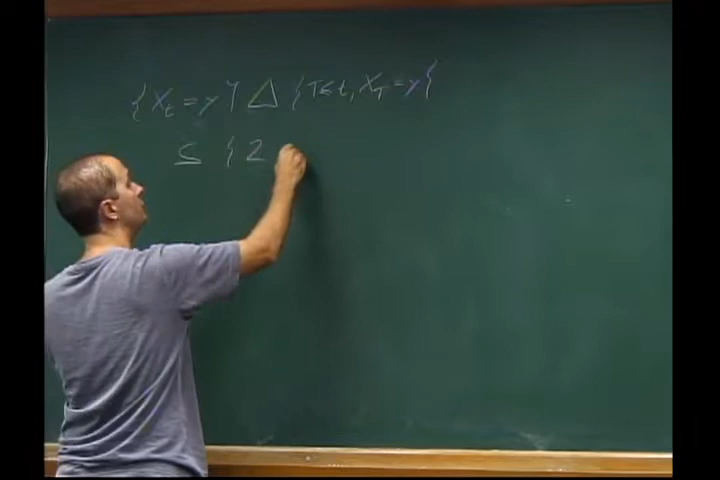 { X_t = y } Δ { T ≤ t, X_T = y }
⊆ { 2